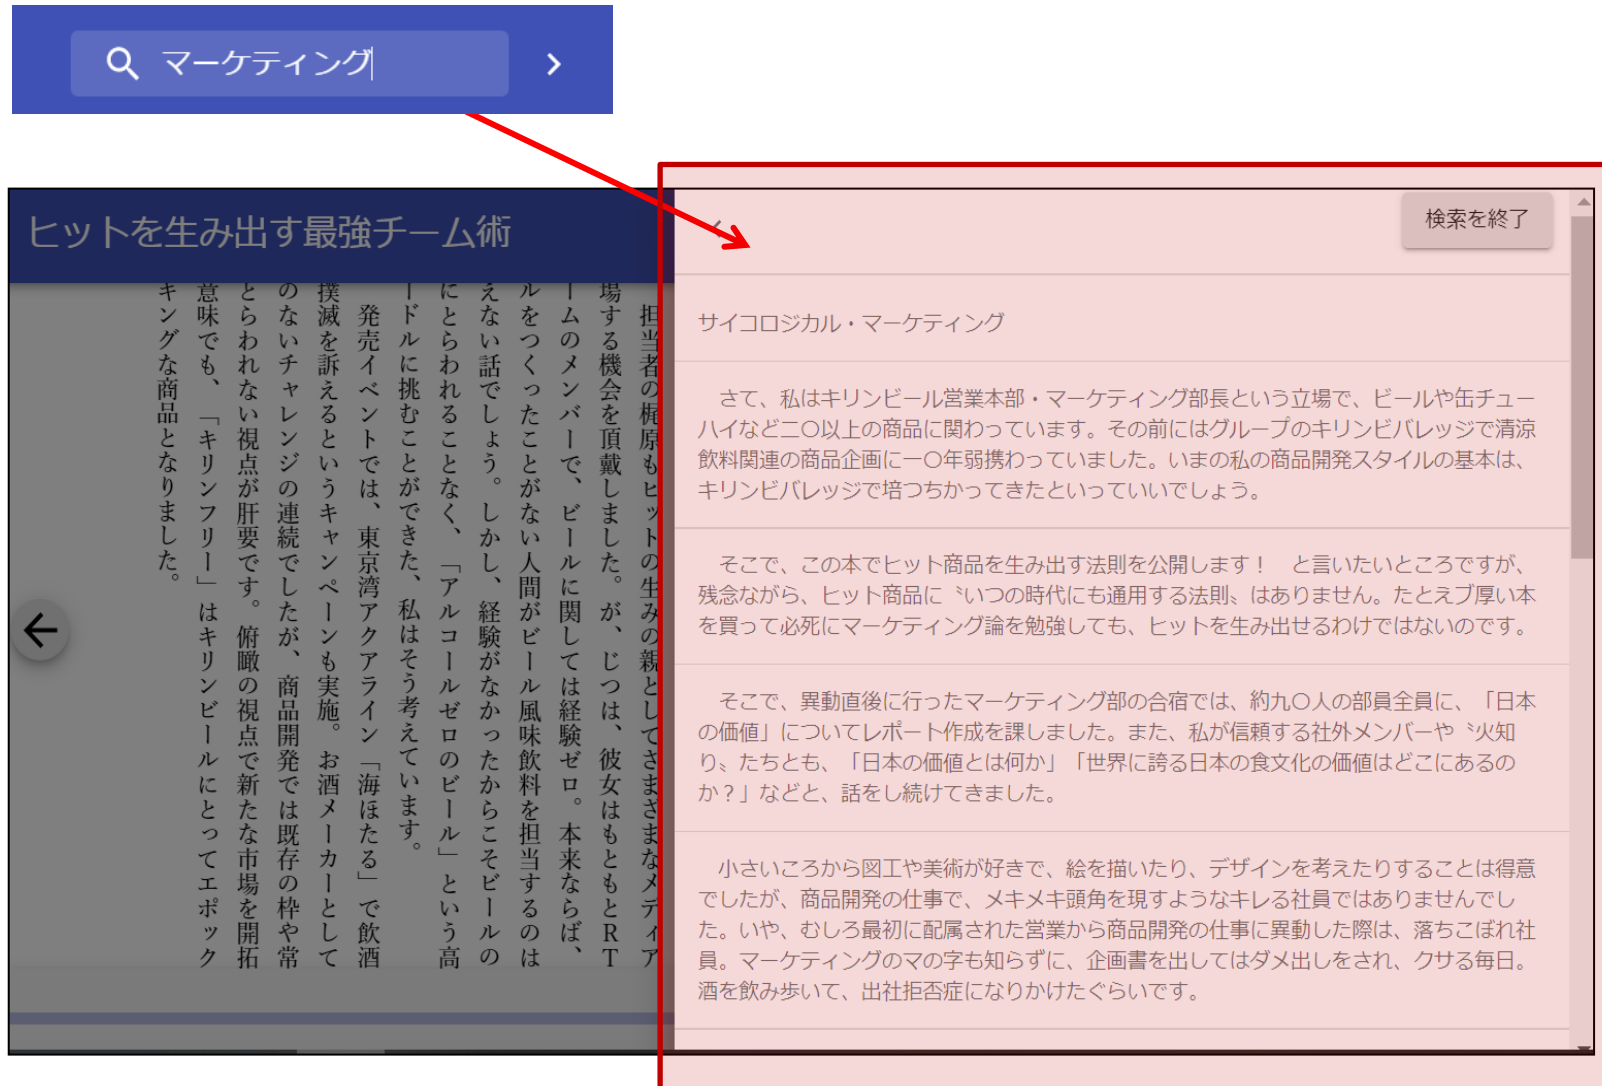 マーケティング
ヒットを生み出す最強チーム術
担当者の梶原もヒットの生みの親としてさまざまなメディア
場する機会を頂戴しました。が、じつは、彼女はもともとRT
ームのメンバーで、ビールに関しては経験ゼロ。本来ならば、
ルをつくったことがない人間がビール風味飲料を担当するのは
えない話でしょう。しかし、経験がなかったからこそビールの
にとらわれることなく、「アルコールゼロのビール」という高
ードルに挑むことができた、私はそう考えています。
発売イベントでは、東京湾アクアライン「海ほたる」で飲酒
撲滅を訴えるというキャンペーンも実施。お酒メーカーとして
のないチャレンジの連続でしたが、商品開発では既存の枠や常
とらわれない視点が肝要です。俯瞰の視点で新たな市場を開拓
意味でも、「キリンフリー」はキリンビールにとってエポック
キングな商品となりました。
検索を終了
サイコロジカル・マーケティング
さて、私はキリンビール営業本部・マーケティング部長という立場で、ビールや缶チュー
ハイなど二〇以上の商品に関わっています。その前にはグループのキリンビバレッジで清涼
飲料関連の商品企画に一〇年弱携わっていました。いまの私の商品開発スタイルの基本は、
キリンビバレッジで培つちかってきたといっていいでしょう。
そこで、この本でヒット商品を生み出す法則を公開します！　と言いたいところですが、
残念ながら、ヒット商品に〝いつの時代にも通用する法則〟はありません。たとえブ厚い本
を買って必死にマーケティング論を勉強しても、ヒットを生み出せるわけではないのです。
そこで、異動直後に行ったマーケティング部の合宿では、約九〇人の部員全員に、「日本
の価値」についてレポート作成を課しました。また、私が信頼する社外メンバーや〝火知
り〟たちとも、「日本の価値とは何か」「世界に誇る日本の食文化の価値はどこにあるの
か？」などと、話をし続けてきました。
小さいころから図工や美術が好きで、絵を描いたり、デザインを考えたりすることは得意
でしたが、商品開発の仕事で、メキメキ頭角を現すようなキレる社員ではありませんでし
た。いや、むしろ最初に配属された営業から商品開発の仕事に異動した際は、落ちこぼれ社
員。マーケティングのマの字も知らずに、企画書を出してはダメ出しをされ、クサる毎日。
酒を飲み歩いて、出社拒否症になりかけたぐらいです。